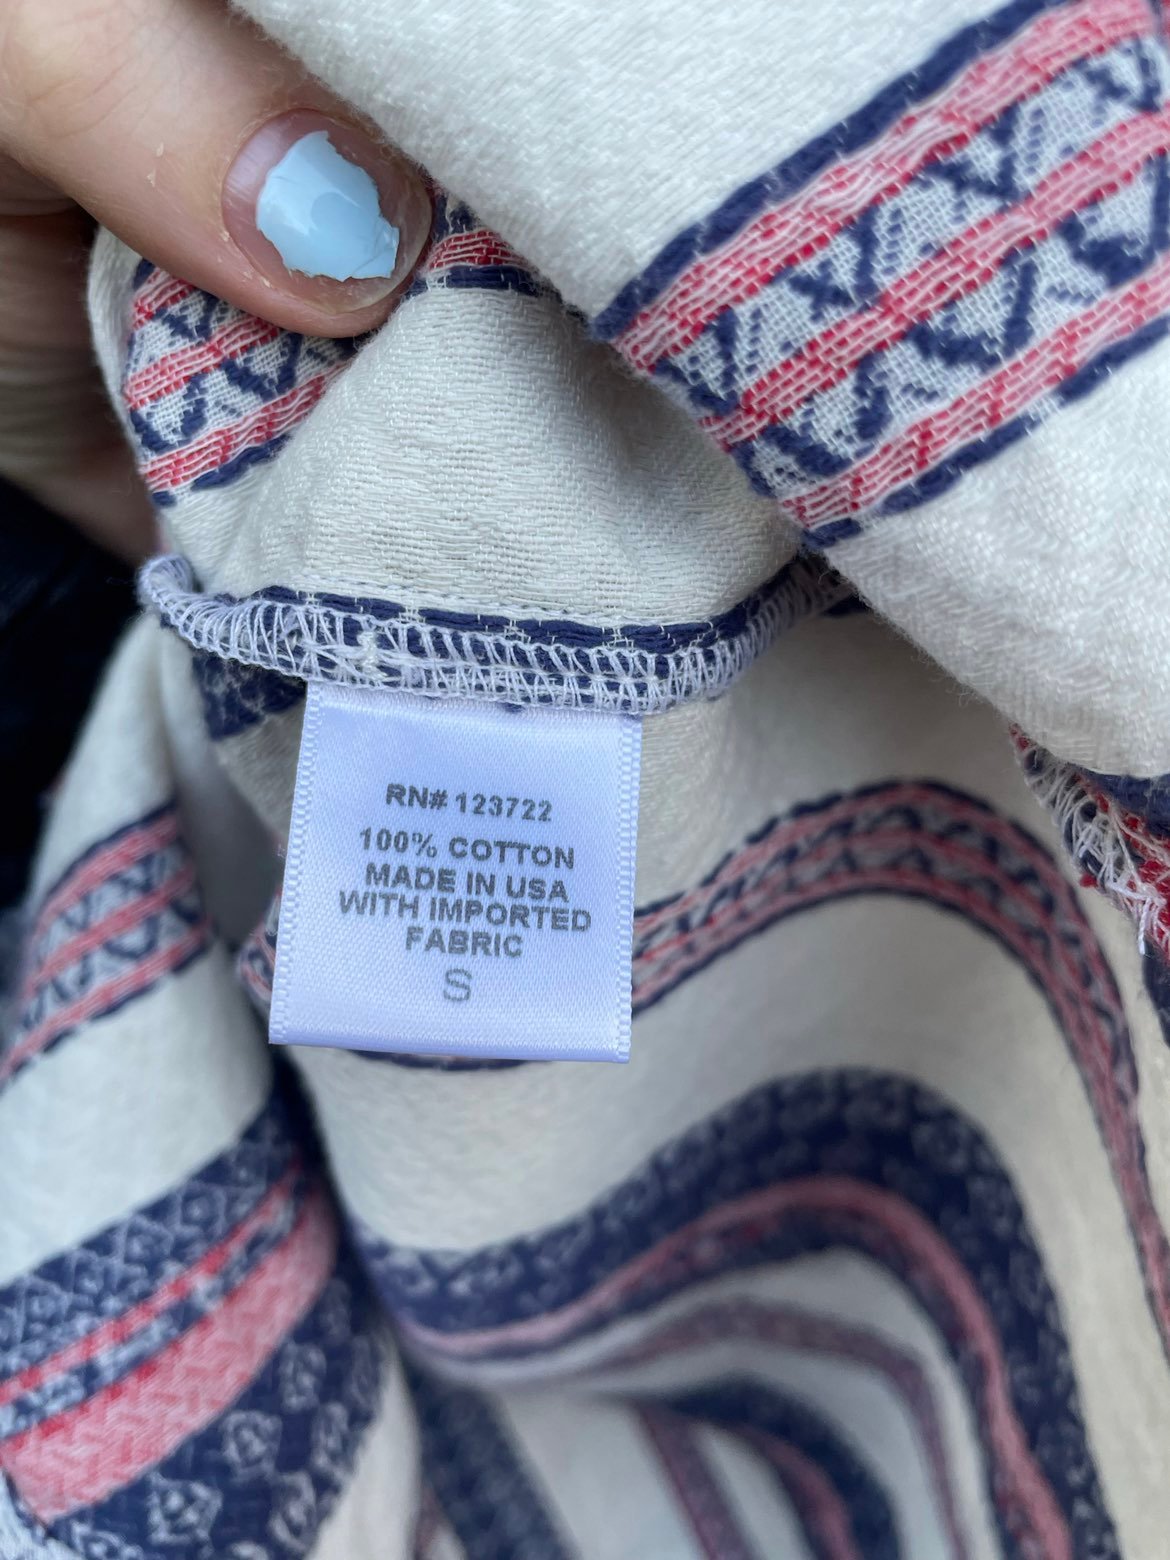 RN# 123722
100% COTTON
MADE IN USA
WITH IMPORTED
FABRIC
S